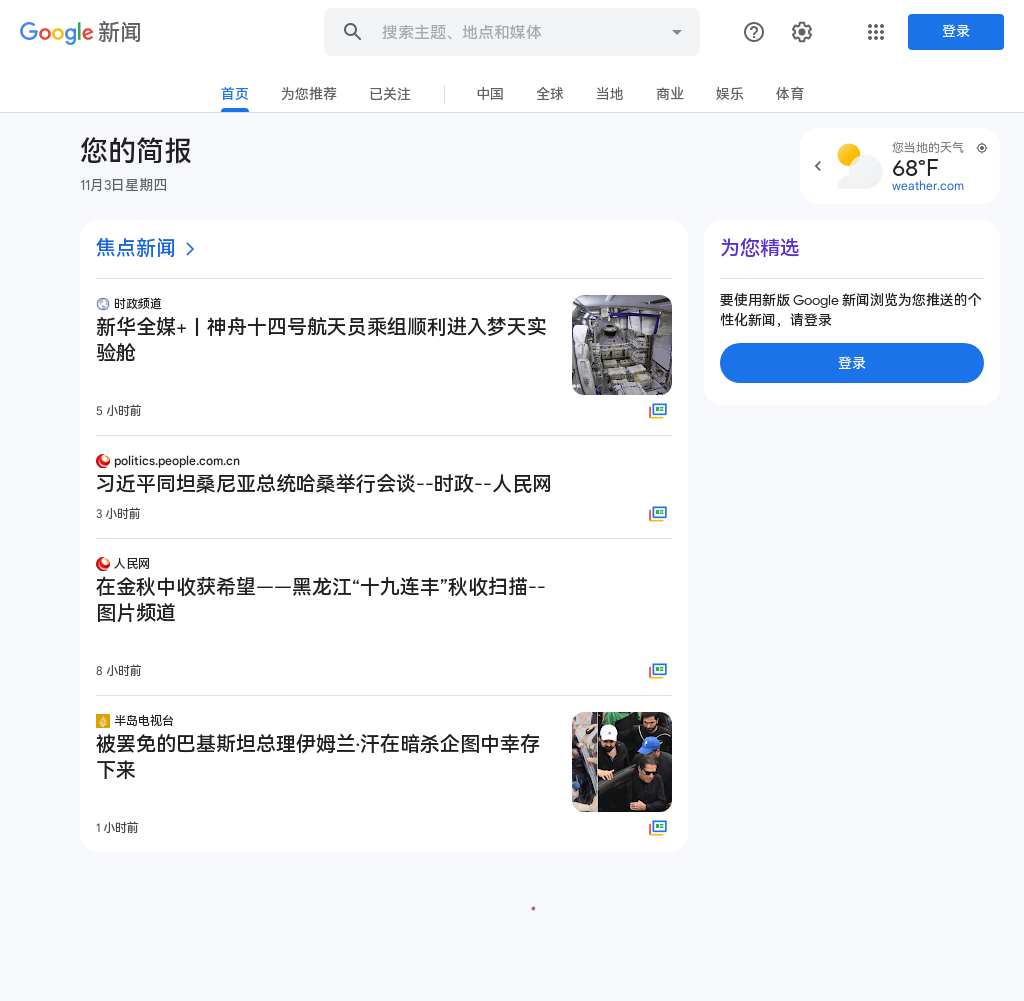 Google 新闻
搜索主题、地点和媒体
登录
首页 为您推荐 已关注 中国 全球 当地 商业 娱乐 体育
您的简报
11月3日星期四
您当地的天气
68°F
weather.com
焦点新闻
时政频道
新华全媒+丨神舟十四号航天员乘组顺利进入梦天实
验舱
5 小时前
politics.people.com.cn
习近平同坦桑尼亚总统哈桑举行会谈--时政--人民网
3 小时前
人民网
在金秋中收获希望——黑龙江“十九连丰”秋收扫描--
图片频道
8 小时前
半岛电视台
被罢免的巴基斯坦总理伊姆兰·汗在暗杀企图中幸存
下来
1 小时前
为您精选
要使用新版 Google 新闻浏览为您推送的个
性化新闻，请登录
登录